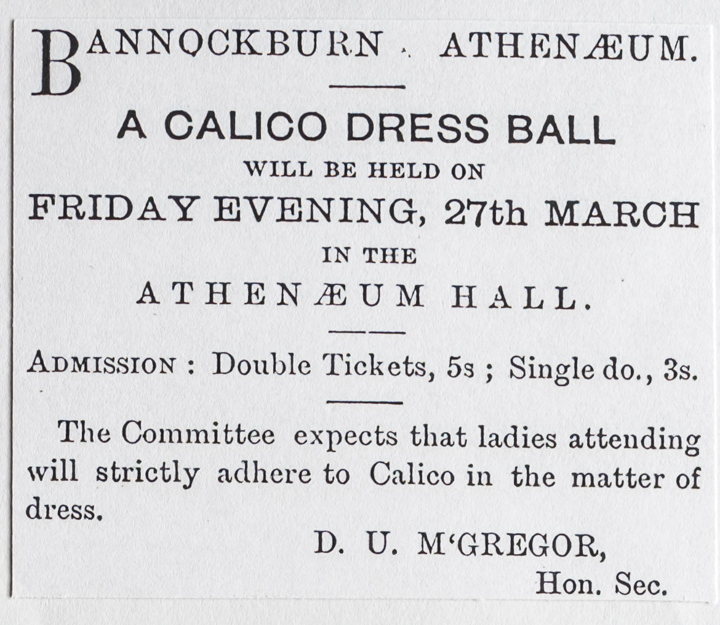 BANNOCKBURN . ATHENÆUM.
A CALICO DRESS BALL
WILL BE HELD ON
FRIDAY EVENING, 27th MARCH
IN THE
ATHENÆUM HALL.
ADMISSION : Double Tickets, 5s ; Single do., 3s.
The Committee expects that ladies attending
will strictly adhere to Calico in the matter of
dress.
D. U. M‘GREGOR,
Hon. Sec.